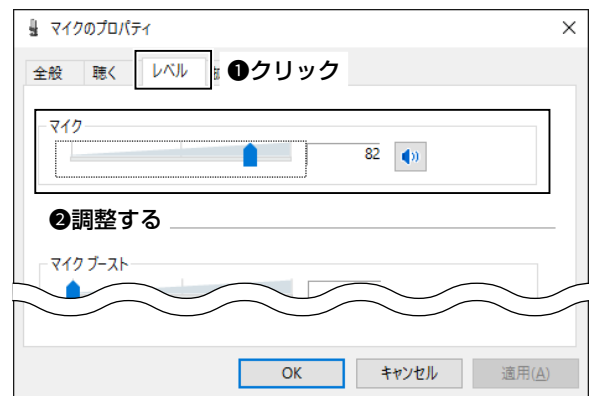 マイクのプロパティ
全般 聴く レベル ❶クリック
マイク
82
❷調整する
マイク ブースト
OK キャンセル 適用(A)